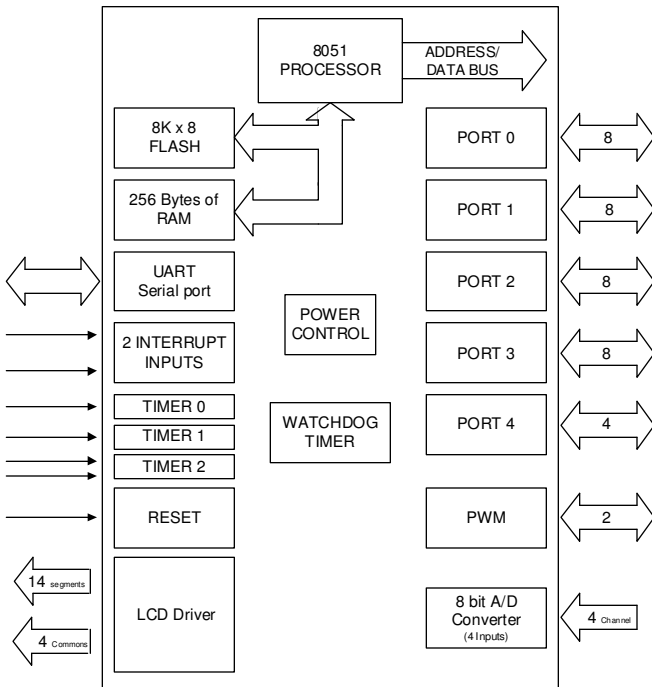 8051
PROCESSOR
ADDRESS/
DATA BUS
8K x 8
FLASH
PORT 0
8
256 Bytes of
RAM
PORT 1
8
UART
Serial port
PORT 2
8
POWER
CONTROL
2 INTERRUPT
INPUTS
PORT 3
8
TIMER 0
TIMER 1
TIMER 2
WATCHDOG
TIMER
PORT 4
4
RESET
PWM
2
14 segments
4 Commons
LCD Driver
8 bit A/D
Converter
(4 Inputs)
4 Channel